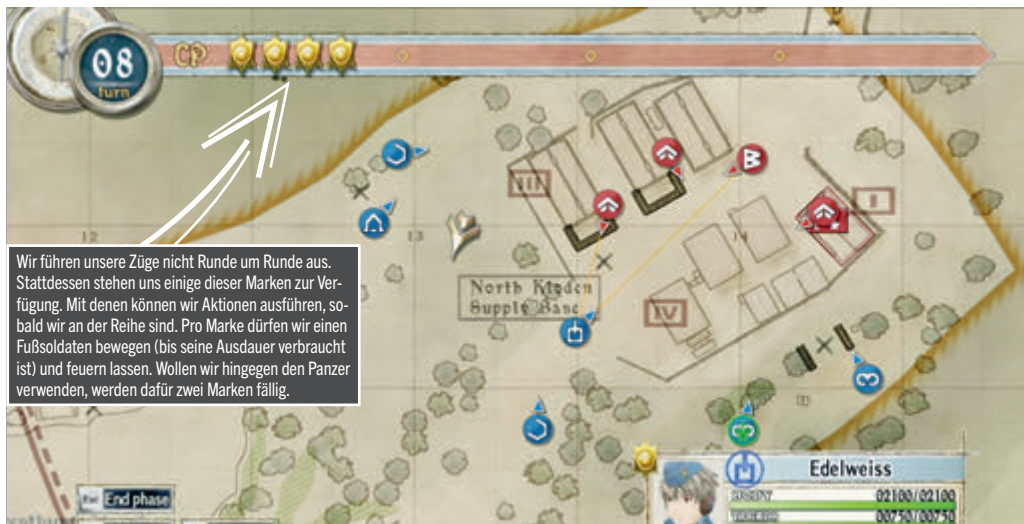 08
turn
CP
III
I
12
13
14
North Kloden
Supply Base
IV
Wir führen unsere Züge nicht Runde um Runde aus.
Stattdessen stehen uns einige dieser Marken zur Ver-
fügung. Mit denen können wir Aktionen ausführen, so-
bald wir an der Reihe sind. Pro Marke dürfen wir einen
Fußsoldaten bewegen (bis seine Ausdauer verbraucht
ist) und feuern lassen. Wollen wir hingegen den Panzer
verwenden, werden dafür zwei Marken fällig.
Edelweiss
02100/02100
00750/00750
End phase